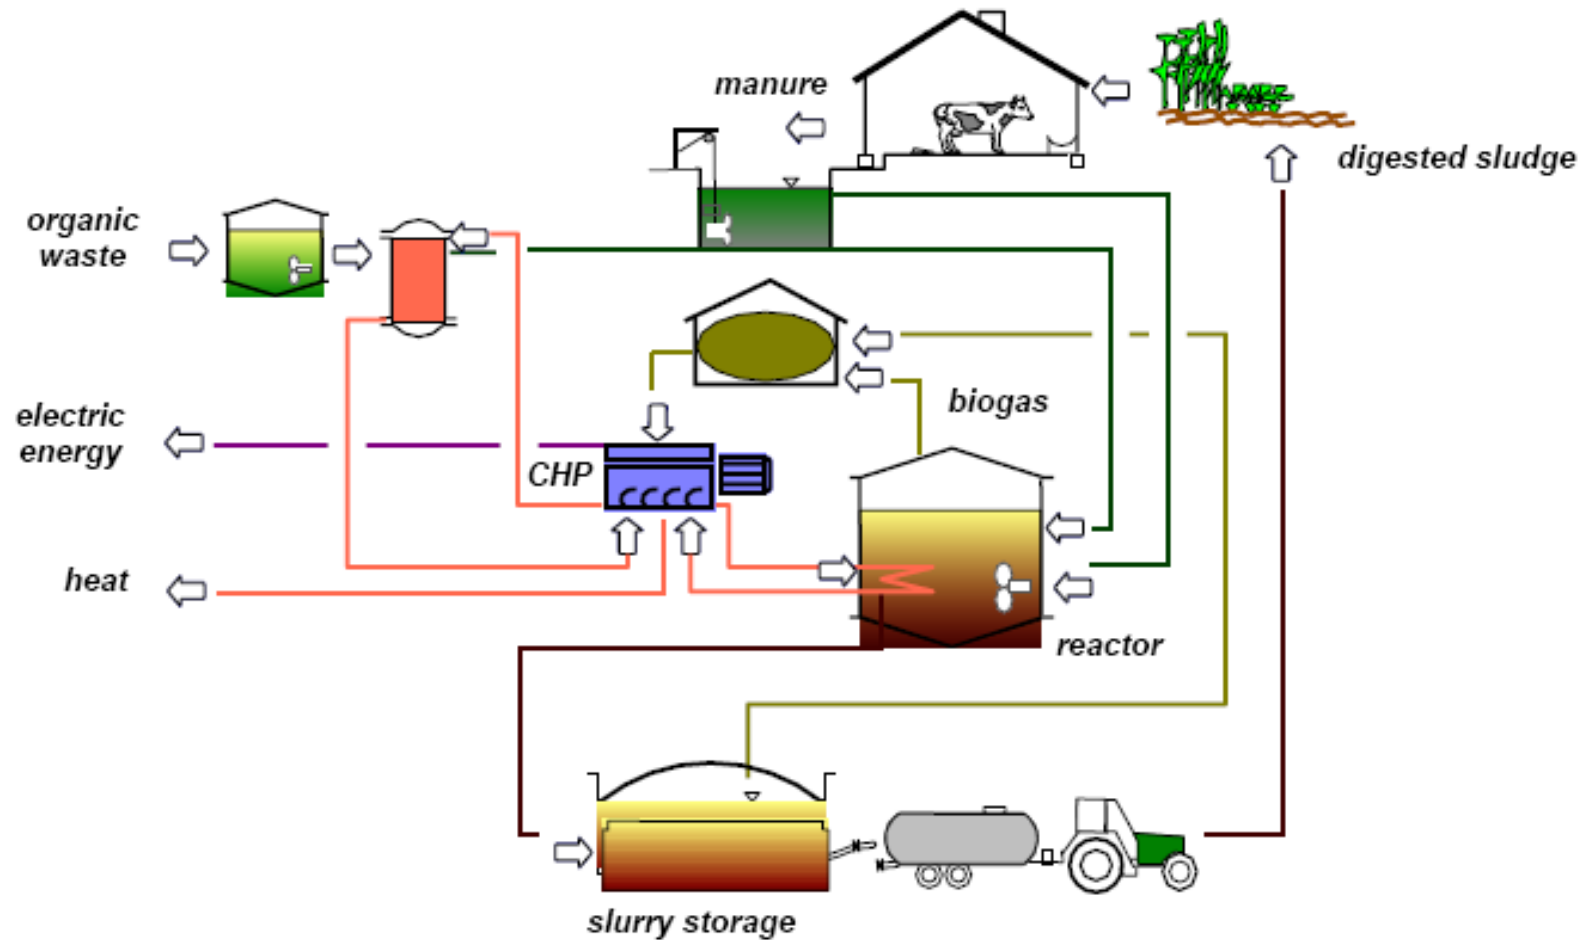 manure
digested sludge
organic
waste
biogas
electric
energy
CHP
heat
reactor
slurry storage